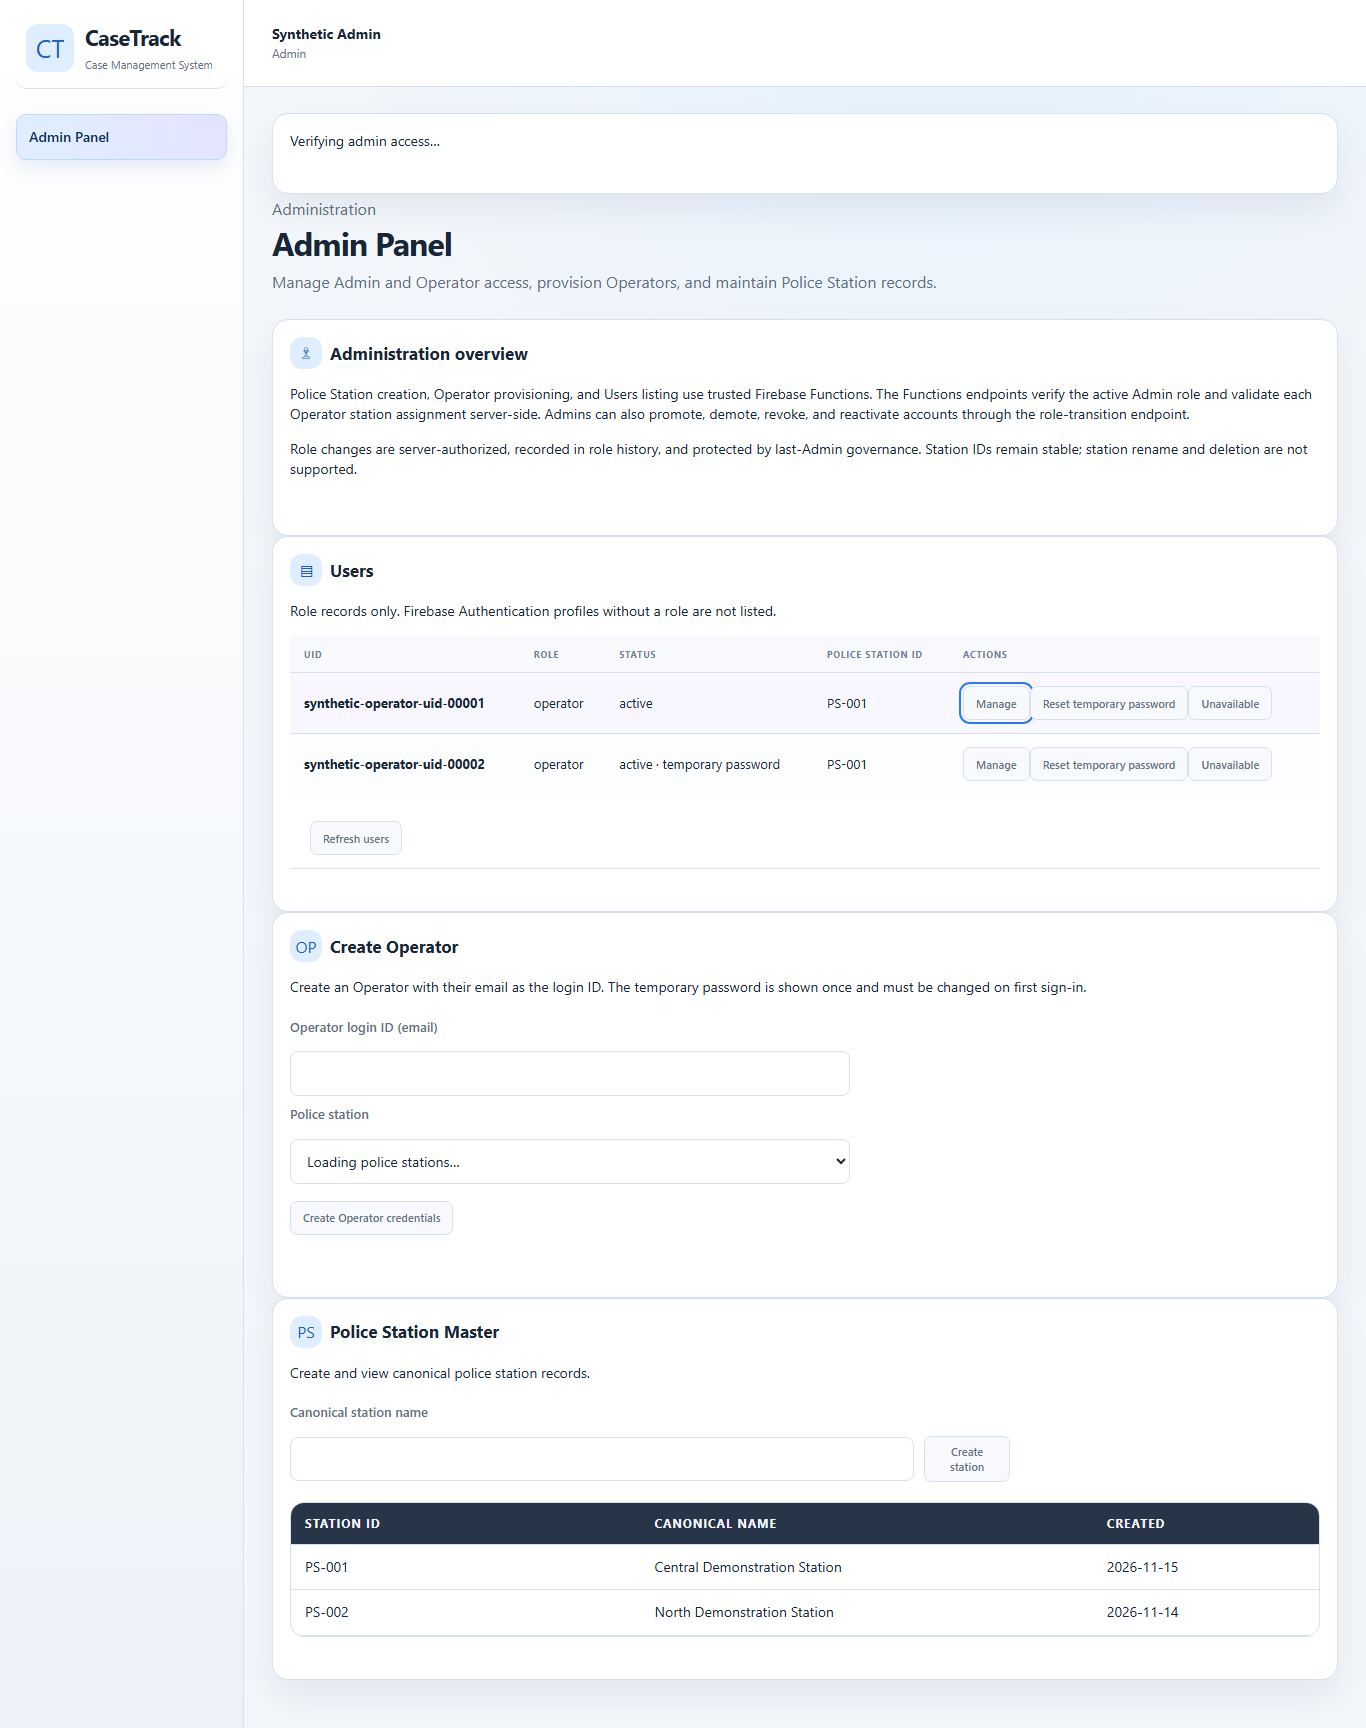 CT
CaseTrack
Case Management System
Admin Panel
Synthetic Admin
Admin
Verifying admin access...
Administration
Admin Panel
Manage Admin and Operator access, provision Operators, and maintain Police Station records.
Administration overview
Police Station creation, Operator provisioning, and Users listing use trusted Firebase Functions. The Functions endpoints verify the active Admin role and validate each
Operator station assignment server-side. Admins can also promote, demote, revoke, and reactivate accounts through the role-transition endpoint.
Role changes are server-authorized, recorded in role history, and protected by last-Admin governance. Station IDs remain stable; station rename and deletion are not
supported.
Users
Role records only. Firebase Authentication profiles without a role are not listed.
UID ROLE STATUS POLICE STATION ID ACTIONS
synthetic-operator-uid-00001 operator active PS-001 Manage Reset temporary password Unavailable
synthetic-operator-uid-00002 operator active · temporary password PS-001 Manage Reset temporary password Unavailable
Refresh users
OP Create Operator
Create an Operator with their email as the login ID. The temporary password is shown once and must be changed on first sign-in.
Operator login ID (email)
Police station
Loading police stations...
Create Operator credentials
PS Police Station Master
Create and view canonical police station records.
Canonical station name
Create
station
STATION ID CANONICAL NAME CREATED
PS-001 Central Demonstration Station 2026-11-15
PS-002 North Demonstration Station 2026-11-14